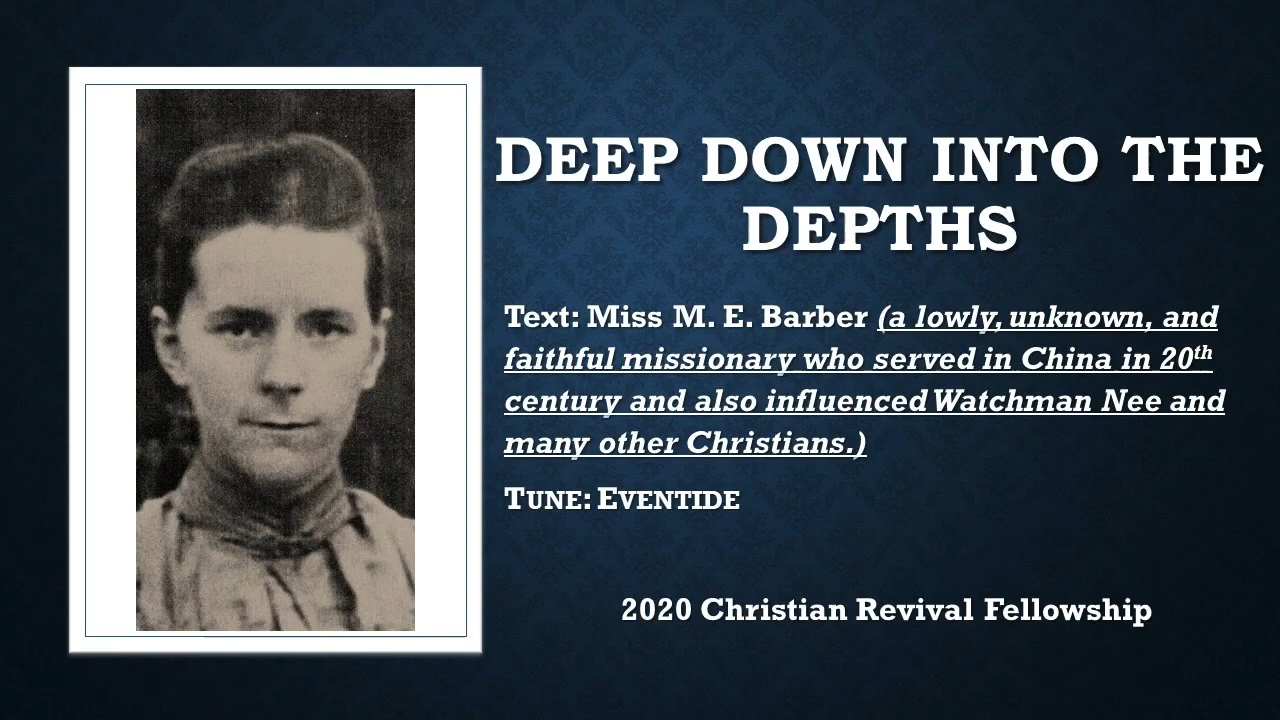 DEEP DOWN INTO THE
DEPTHS
Text: Miss M. E. Barber (a lowly, unknown, and
faithful missionary who served in China in 20th
century and also influenced Watchman Nee and
many other Christians.)
TUNE: EVENTIDE
2020 Christian Revival Fellowship